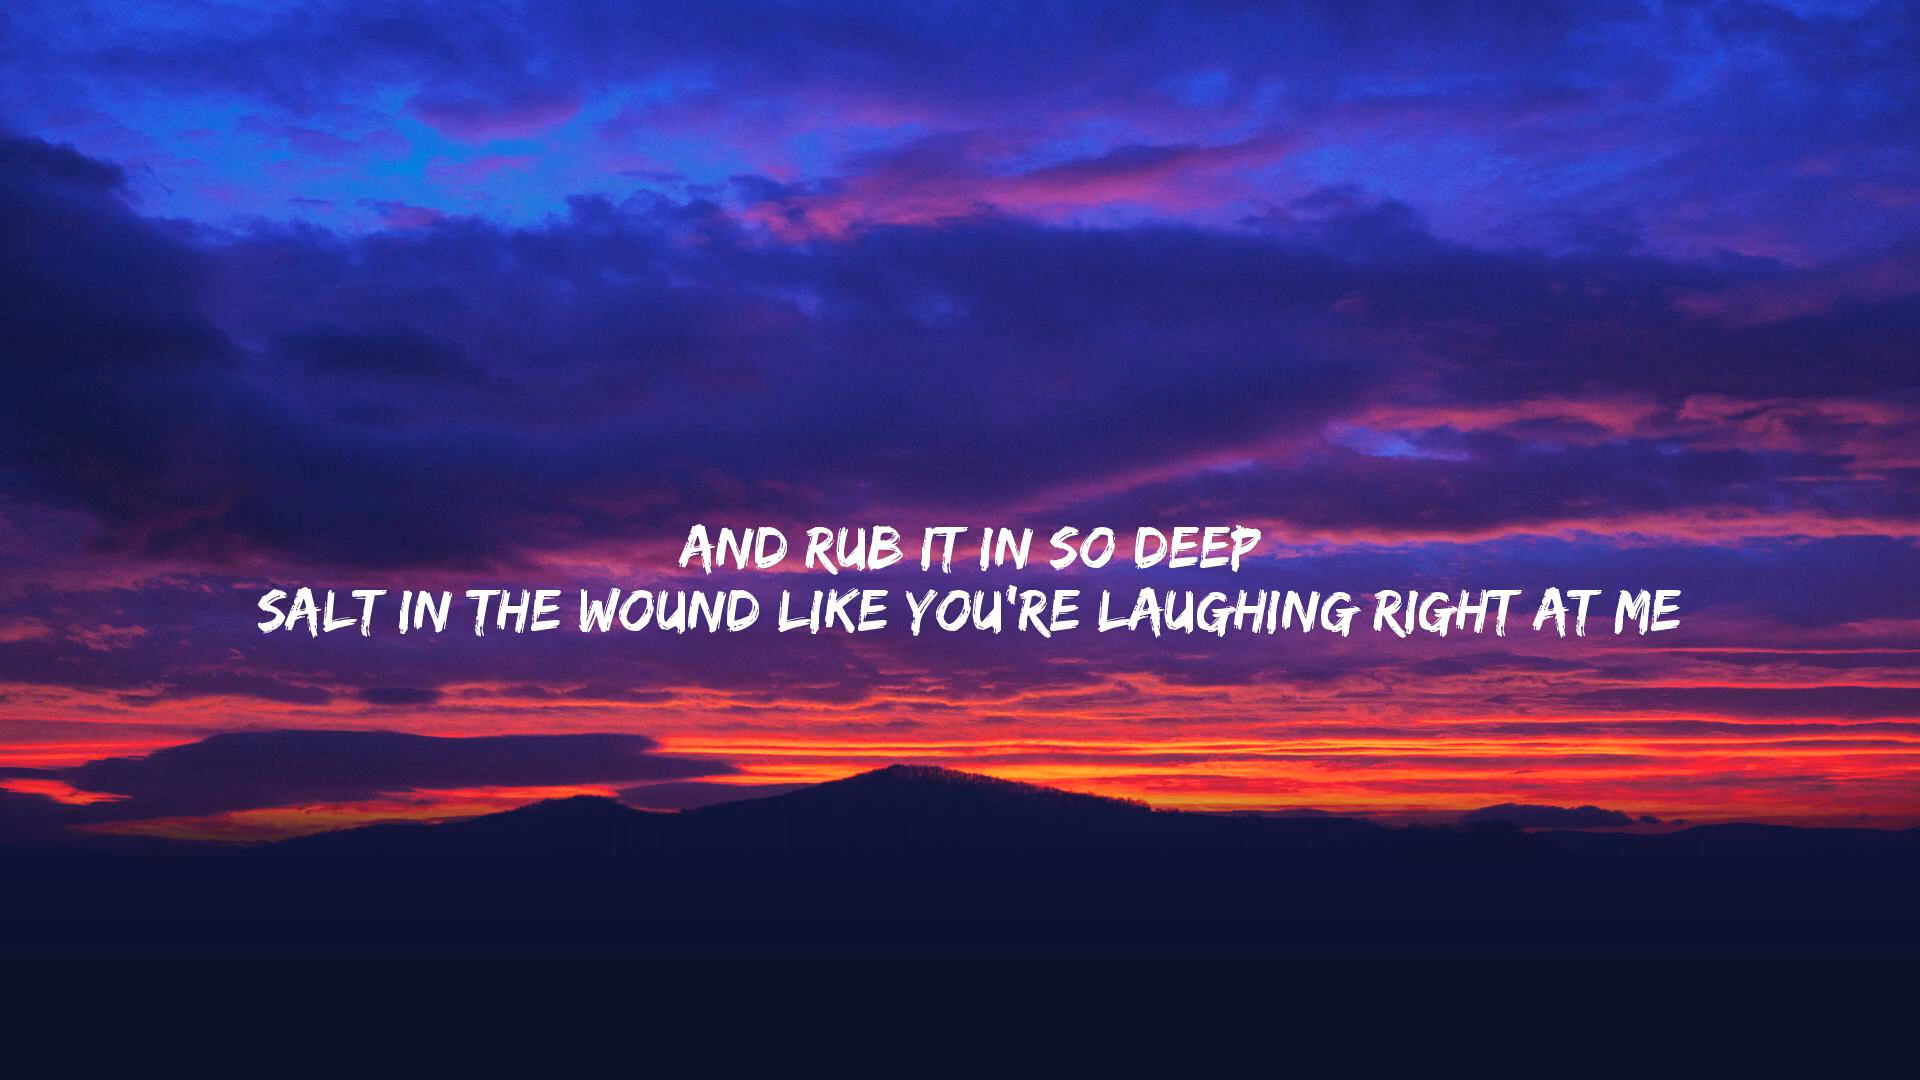 AND RUB IT IN SO DEEP
SALT IN THE WOUND LIKE YOU'RE LAUGHING RIGHT AT ME